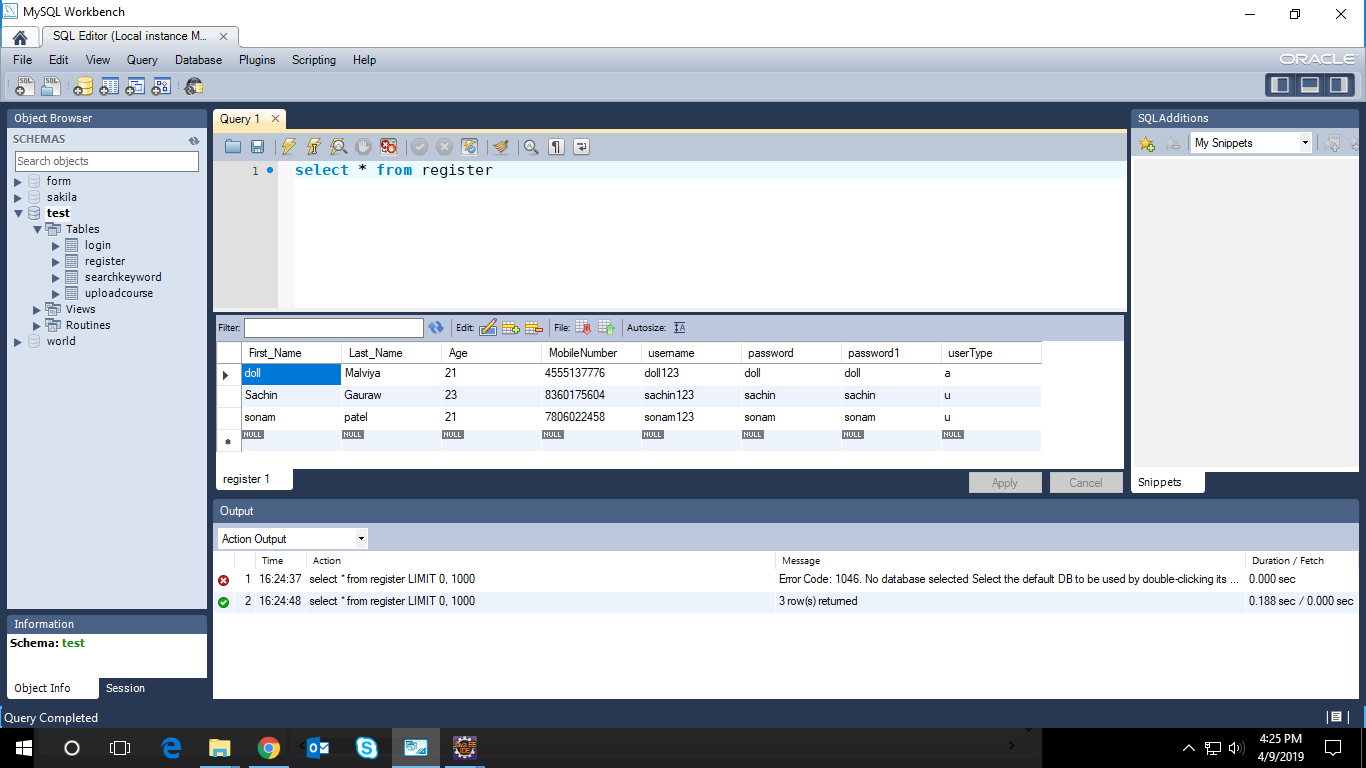 MySQL Workbench
SQL Editor (Local instance M...
File Edit View Query Database Plugins Scripting Help
ORACLE
Object Browser
SCHEMAS
Search objects
form
sakila
test
Tables
login
register
searchkeyword
uploadcourse
Views
Routines
world
Information
Schema: test
Object Info Session
Query 1
1 select * from register
Filter: Edit: File: Autosize:
First_Name Last_Name Age MobileNumber username password password1 userType
doll Malviya 21 4555137776 doll123 doll doll a
Sachin Gauraw 23 8360175604 sachin123 sachin sachin u
sonam patel 21 7806022458 sonam123 sonam sonam u
NULL NULL NULL NULL NULL NULL NULL NULL
register 1
Apply Cancel
SQLAdditions
My Snippets
Snippets
Output
Action Output
Time Action Message Duration / Fetch
1 16:24:37 select * from register LIMIT 0, 1000 Error Code: 1046. No database selected Select the default DB to be used by double-clicking its ... 0.000 sec
2 16:24:48 select * from register LIMIT 0, 1000 3 row(s) returned 0.188 sec / 0.000 sec
Query Completed
4:25 PM
4/9/2019